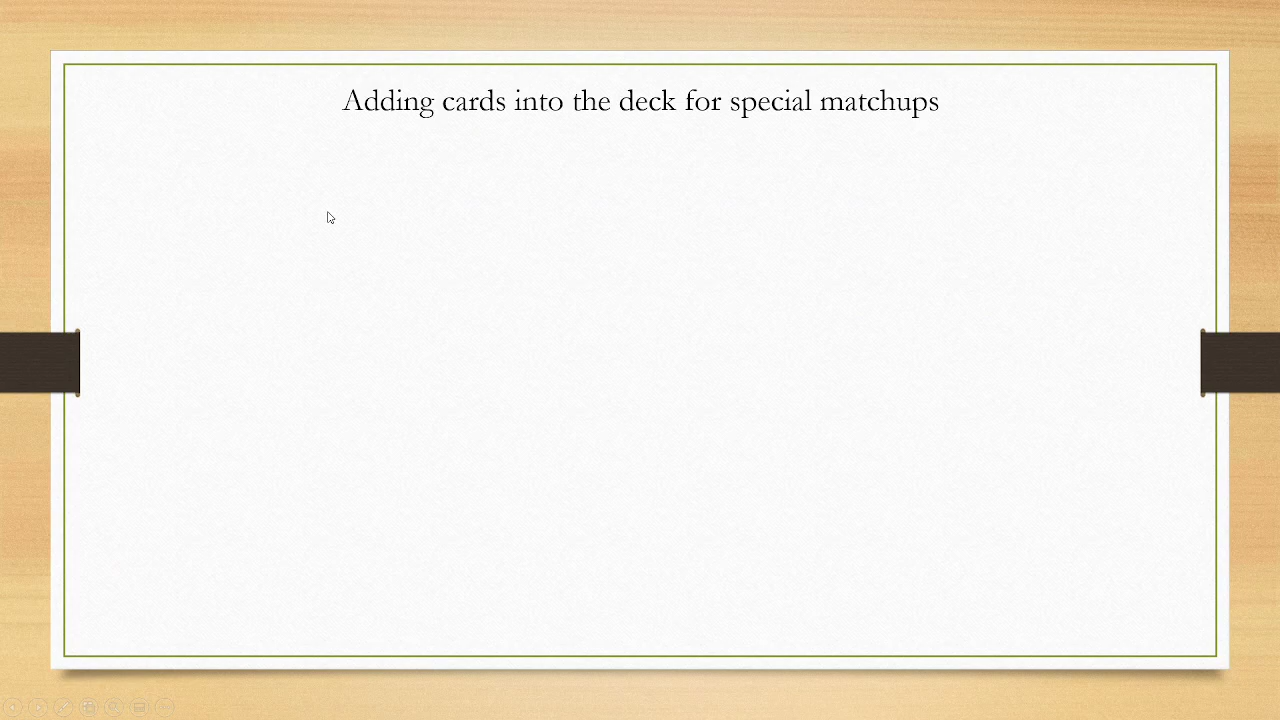 Adding cards into the deck for special matchups